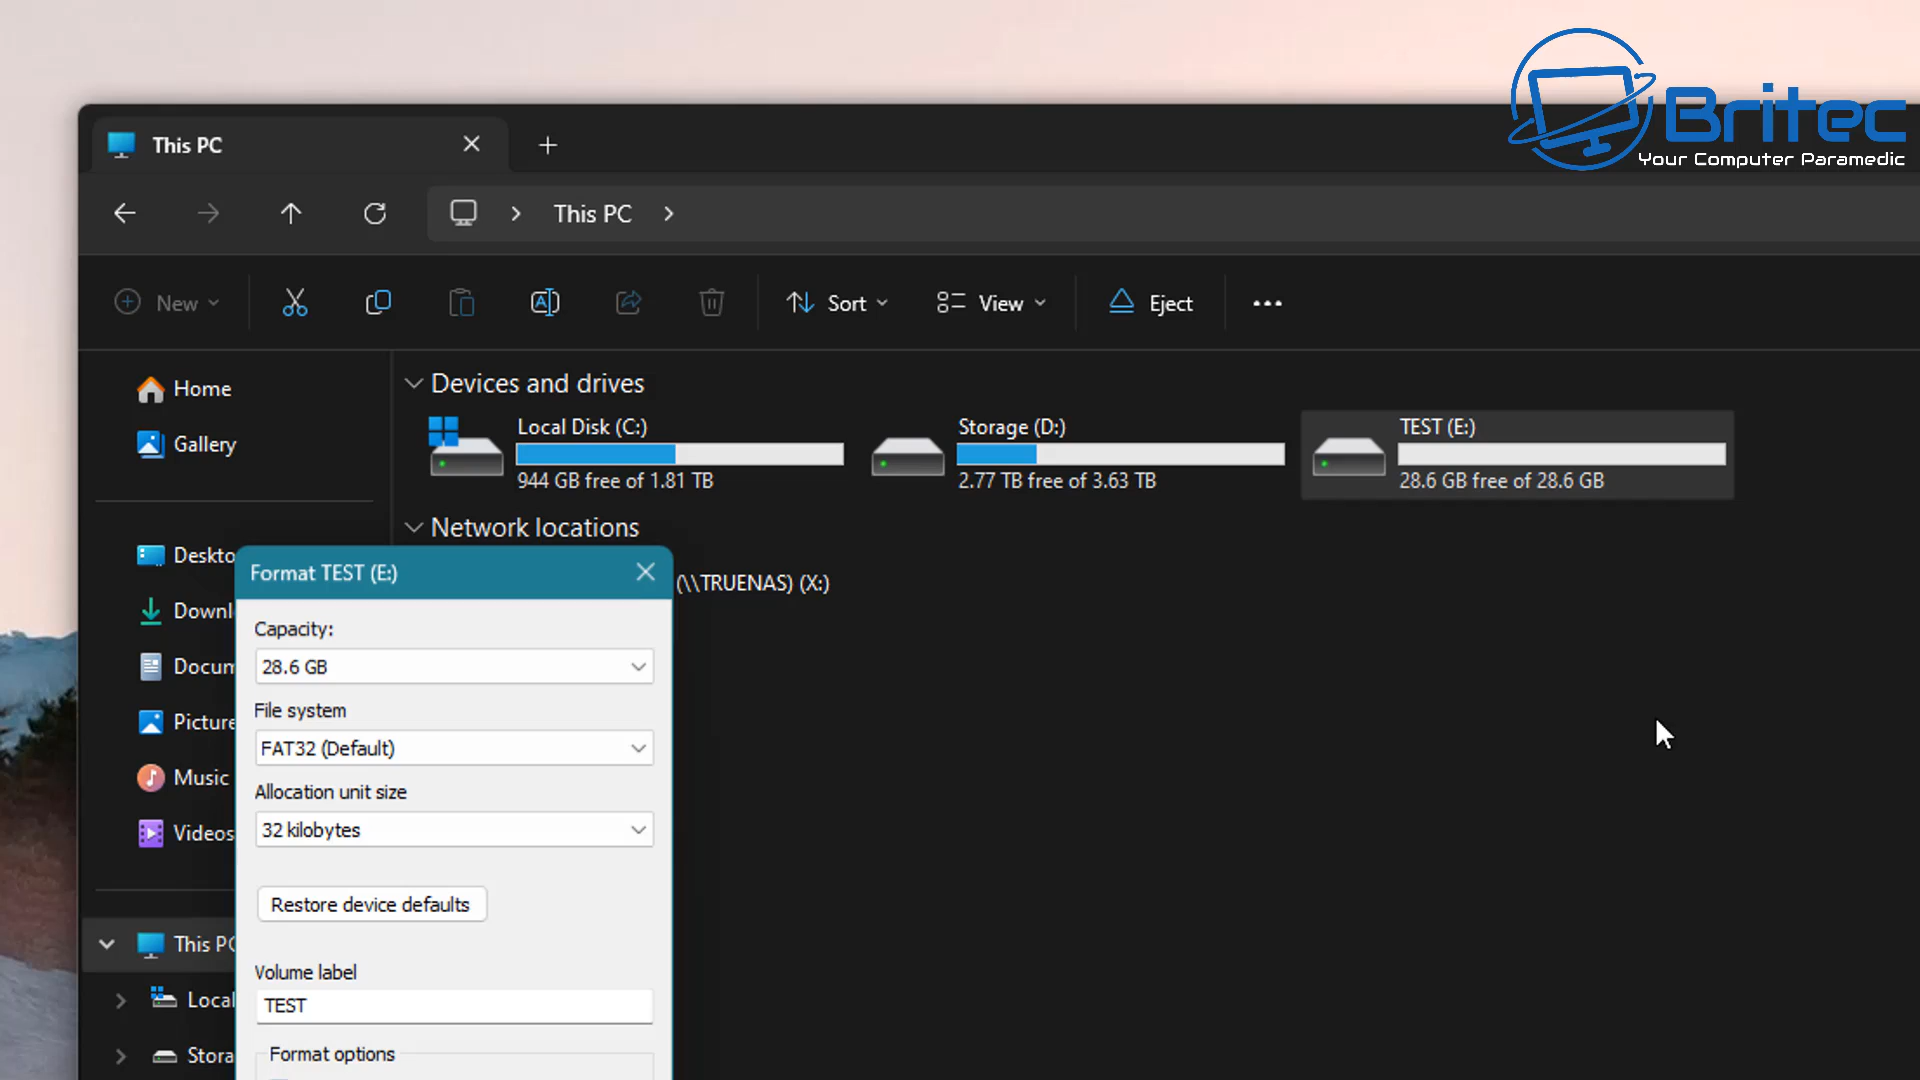 Britec
Your Computer Paramedic
This PC
This PC
New
Sort
View
Eject
Home
Gallery
Devices and drives
Local Disk (C:)
944 GB free of 1.81 TB
Storage (D:)
2.77 TB free of 3.63 TB
TEST (E:)
28.6 GB free of 28.6 GB
Network locations
(\\TRUENAS) (X:)
Deskto
Downl
Docum
Picture
Music
Videos
This PC
Local
Stora
Format TEST (E:)
Capacity:
28.6 GB
File system
FAT32 (Default)
Allocation unit size
32 kilobytes
Restore device defaults
Volume label
TEST
Format options